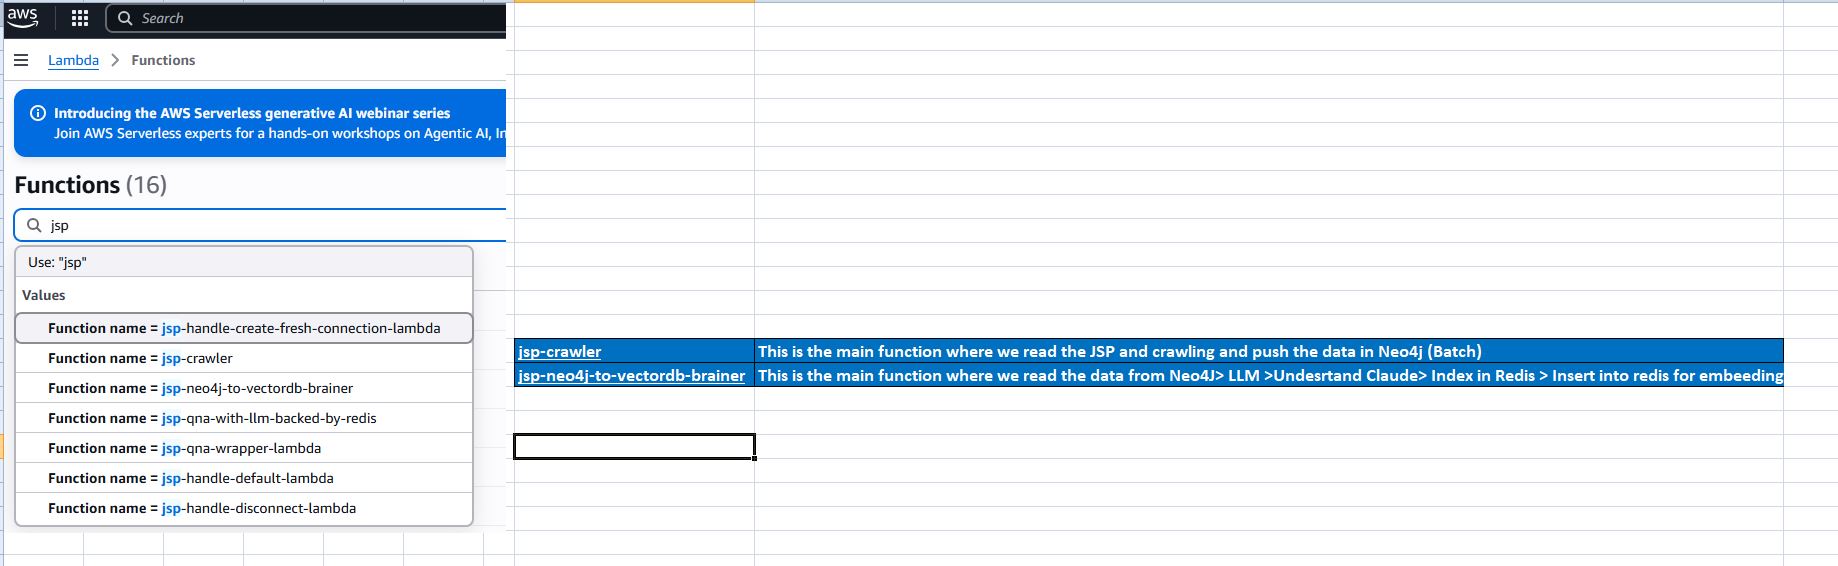 aws
Search
Lambda > Functions
Introducing the AWS Serverless generative AI webinar series
Join AWS Serverless experts for a hands-on workshops on Agentic AI, In
Functions (16)
jsp
Use: "jsp"
Values
Function name = jsp-handle-create-fresh-connection-lambda
Function name = jsp-crawler
Function name = jsp-neo4j-to-vectordb-brainer
Function name = jsp-qna-with-llm-backed-by-redis
Function name = jsp-qna-wrapper-lambda
Function name = jsp-handle-default-lambda
Function name = jsp-handle-disconnect-lambda
jsp-crawler This is the main function where we read the JSP and crawling and push the data in Neo4j (Batch)
jsp-neo4j-to-vectordb-brainer This is the main function where we read the data from Neo4J> LLM >Undesrtand Claude> Index in Redis > Insert into redis for embeeding